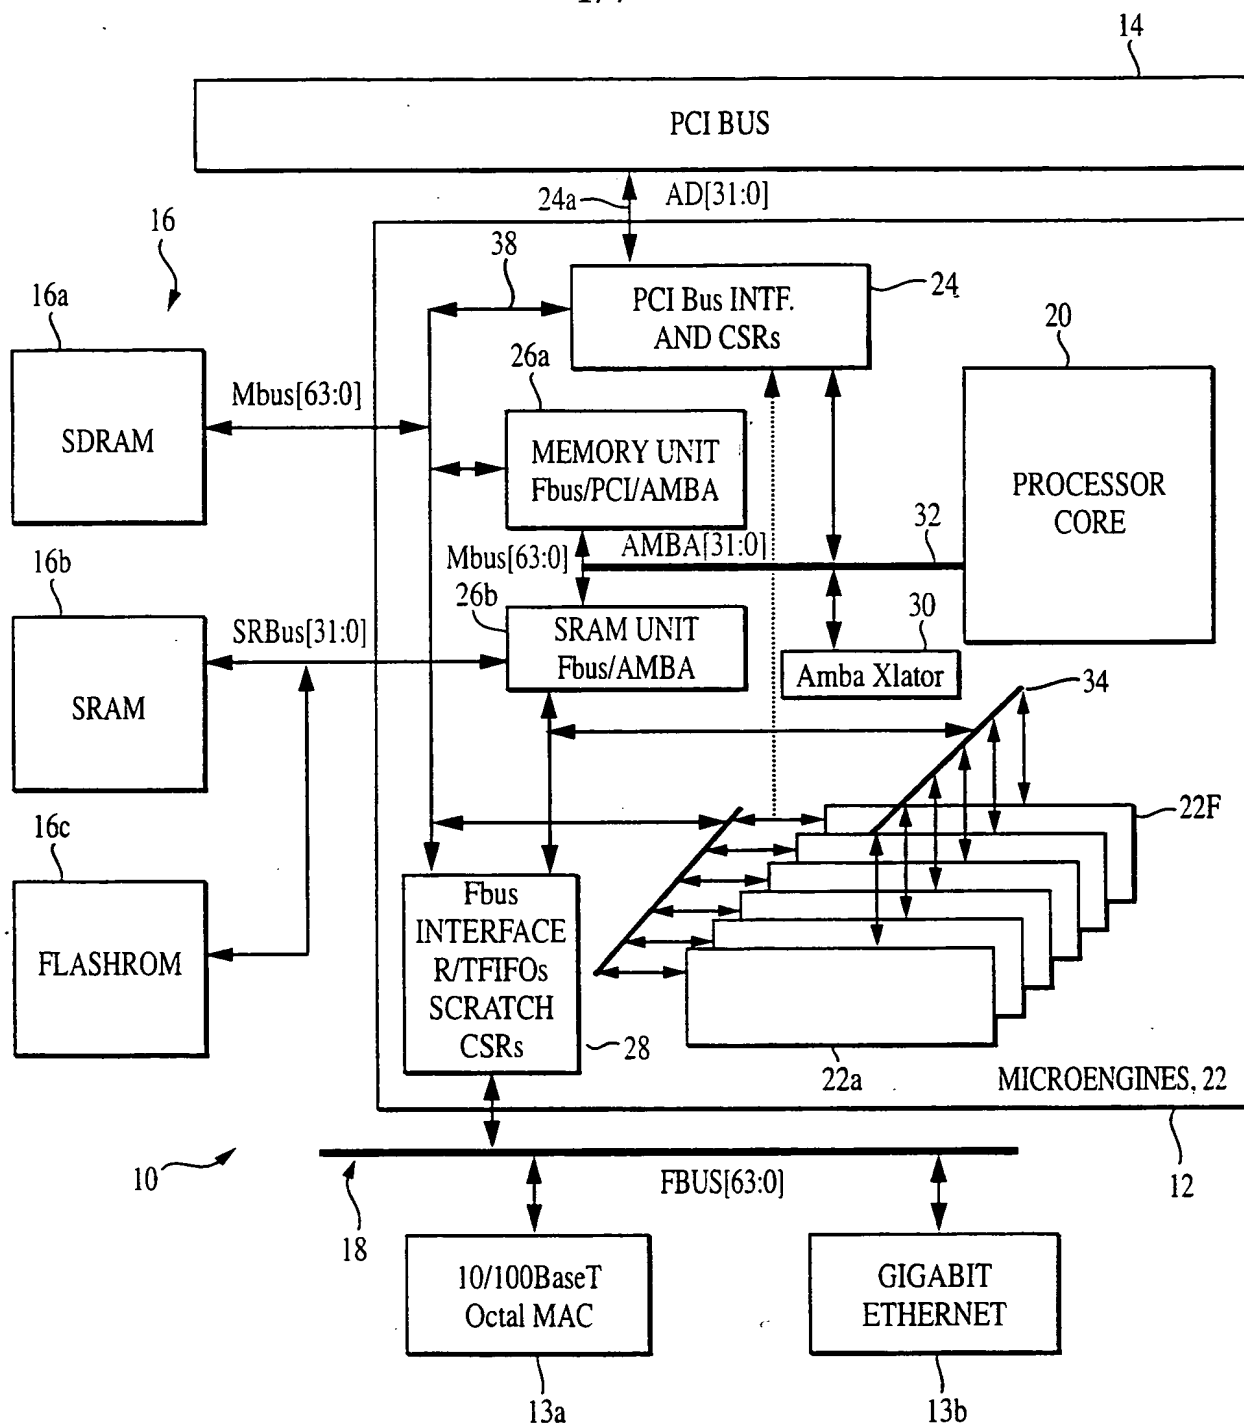 14
PCI BUS
24a
AD[31:0]
16
38
16a
PCI Bus INTF.
AND CSRs
24
20
26a
Mbus[63:0]
SDRAM
MEMORY UNIT
Fbus/PCI/AMBA
PROCESSOR
CORE
Mbus[63:0]
AMBA[31:0]
32
16b
26b
SRBus[31:0]
SRAM UNIT
Fbus/AMBA
30
Amba Xlator
SRAM
34
16c
22F
FLASHROM
Fbus
INTERFACE
R/TFIFOs
SCRATCH
CSRs
28
22a
MICROENGINES, 22
10
18
FBUS[63:0]
12
10/100BaseT
Octal MAC
GIGABIT
ETHERNET
13a
13b